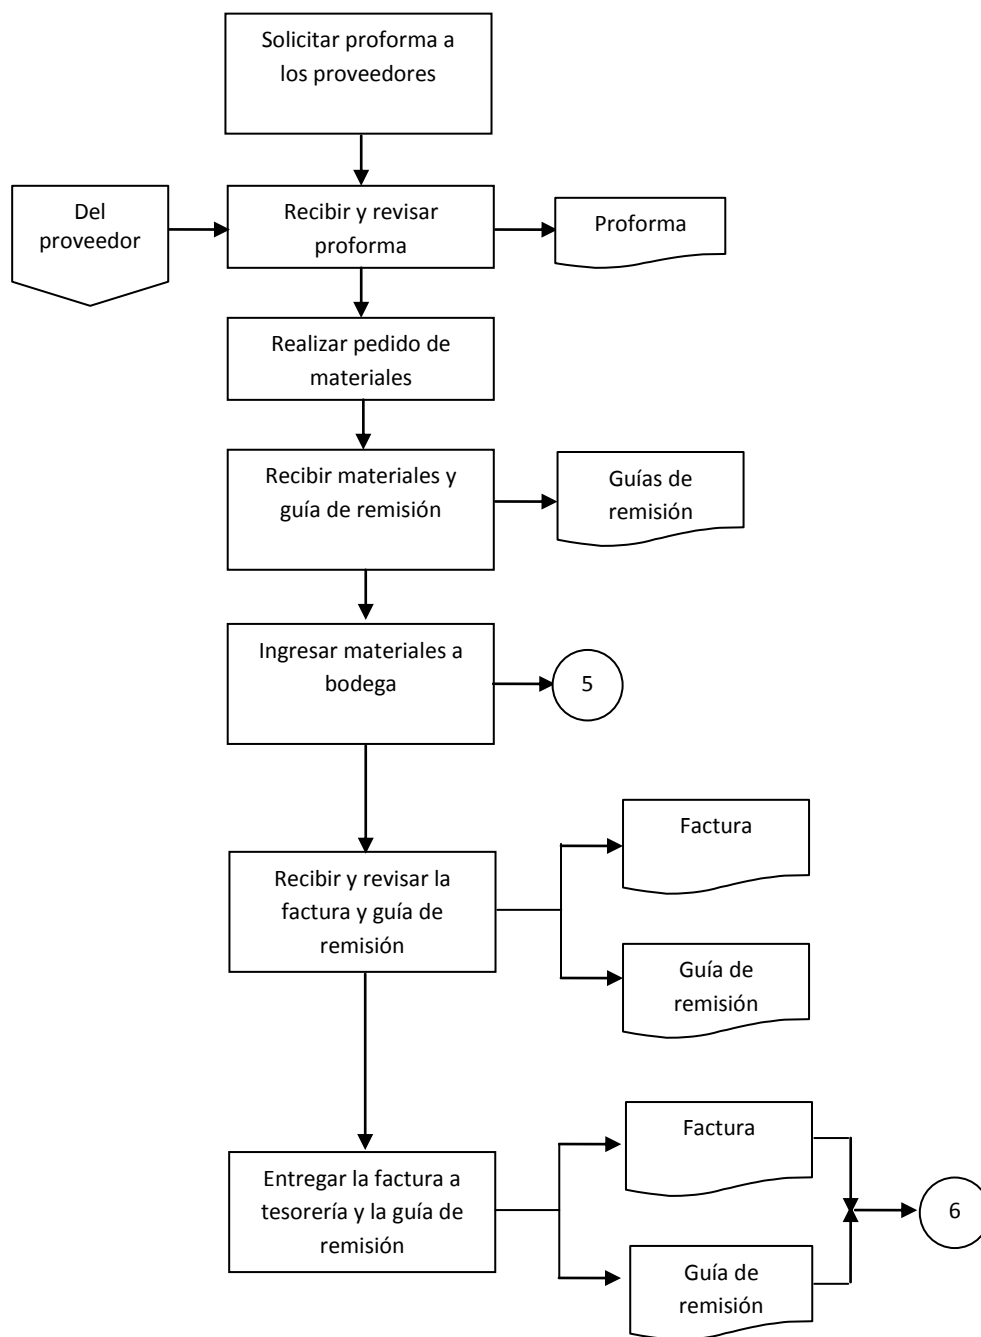 Solicitar proforma a
los proveedores
Del
proveedor
Recibir y revisar
proforma
Proforma
Realizar pedido de
materiales
Recibir materiales y
guía de remisión
Guías de
remisión
Ingresar materiales a
bodega
5
Factura
Recibir y revisar la
factura y guía de
remisión
Guía de
remisión
Factura
Entregar la factura a
tesorería y la guía de
remisión
6
Guía de
remisión